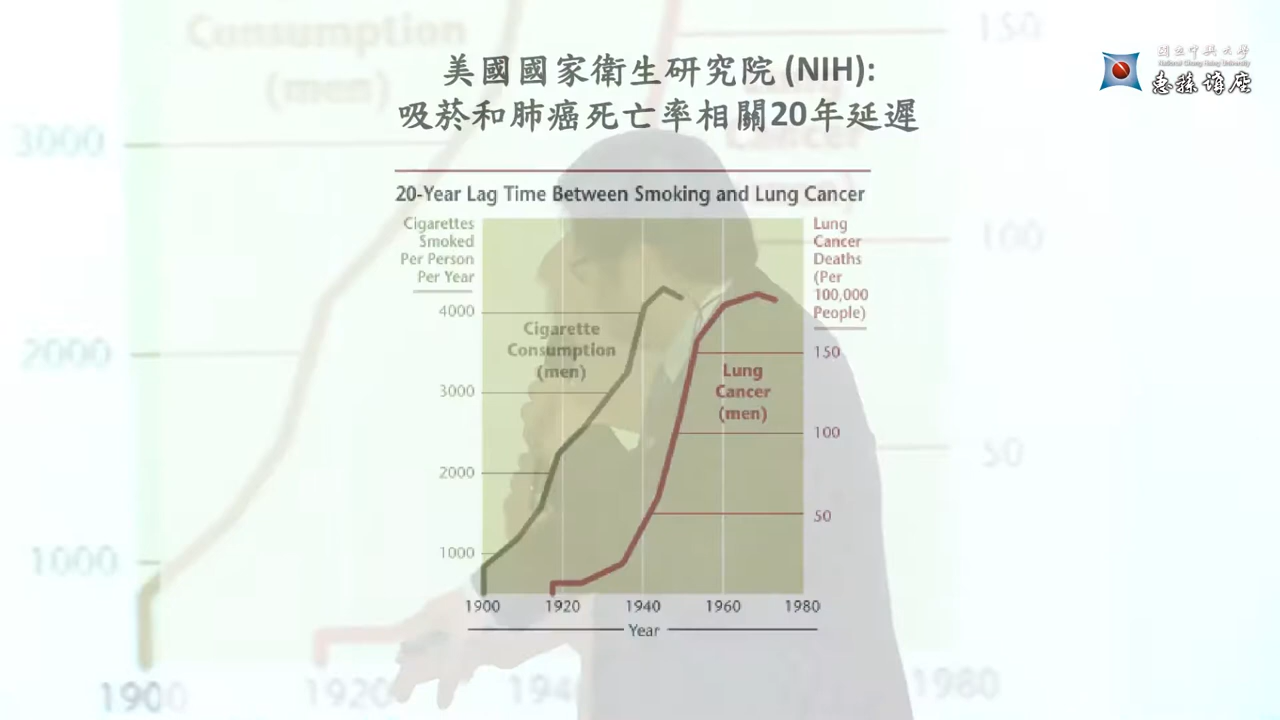 國立中興大學
National Chung Hsing University
惠蓀講座
美國國家衛生研究院 (NIH):
吸菸和肺癌死亡率相關20年延遲
20-Year Lag Time Between Smoking and Lung Cancer
Cigarettes
Smoked
Per Person
Per Year
Lung
Cancer
Deaths
(Per
100,000
People)
4000
3000
2000
1000
Cigarette
Consumption
(men)
Lung
Cancer
(men)
150
100
50
1900
1920
1940
1960
1980
Year
Consumption
(men)
Cancer
3000
2000
1000
150
100
50
1900
1920
194
1980